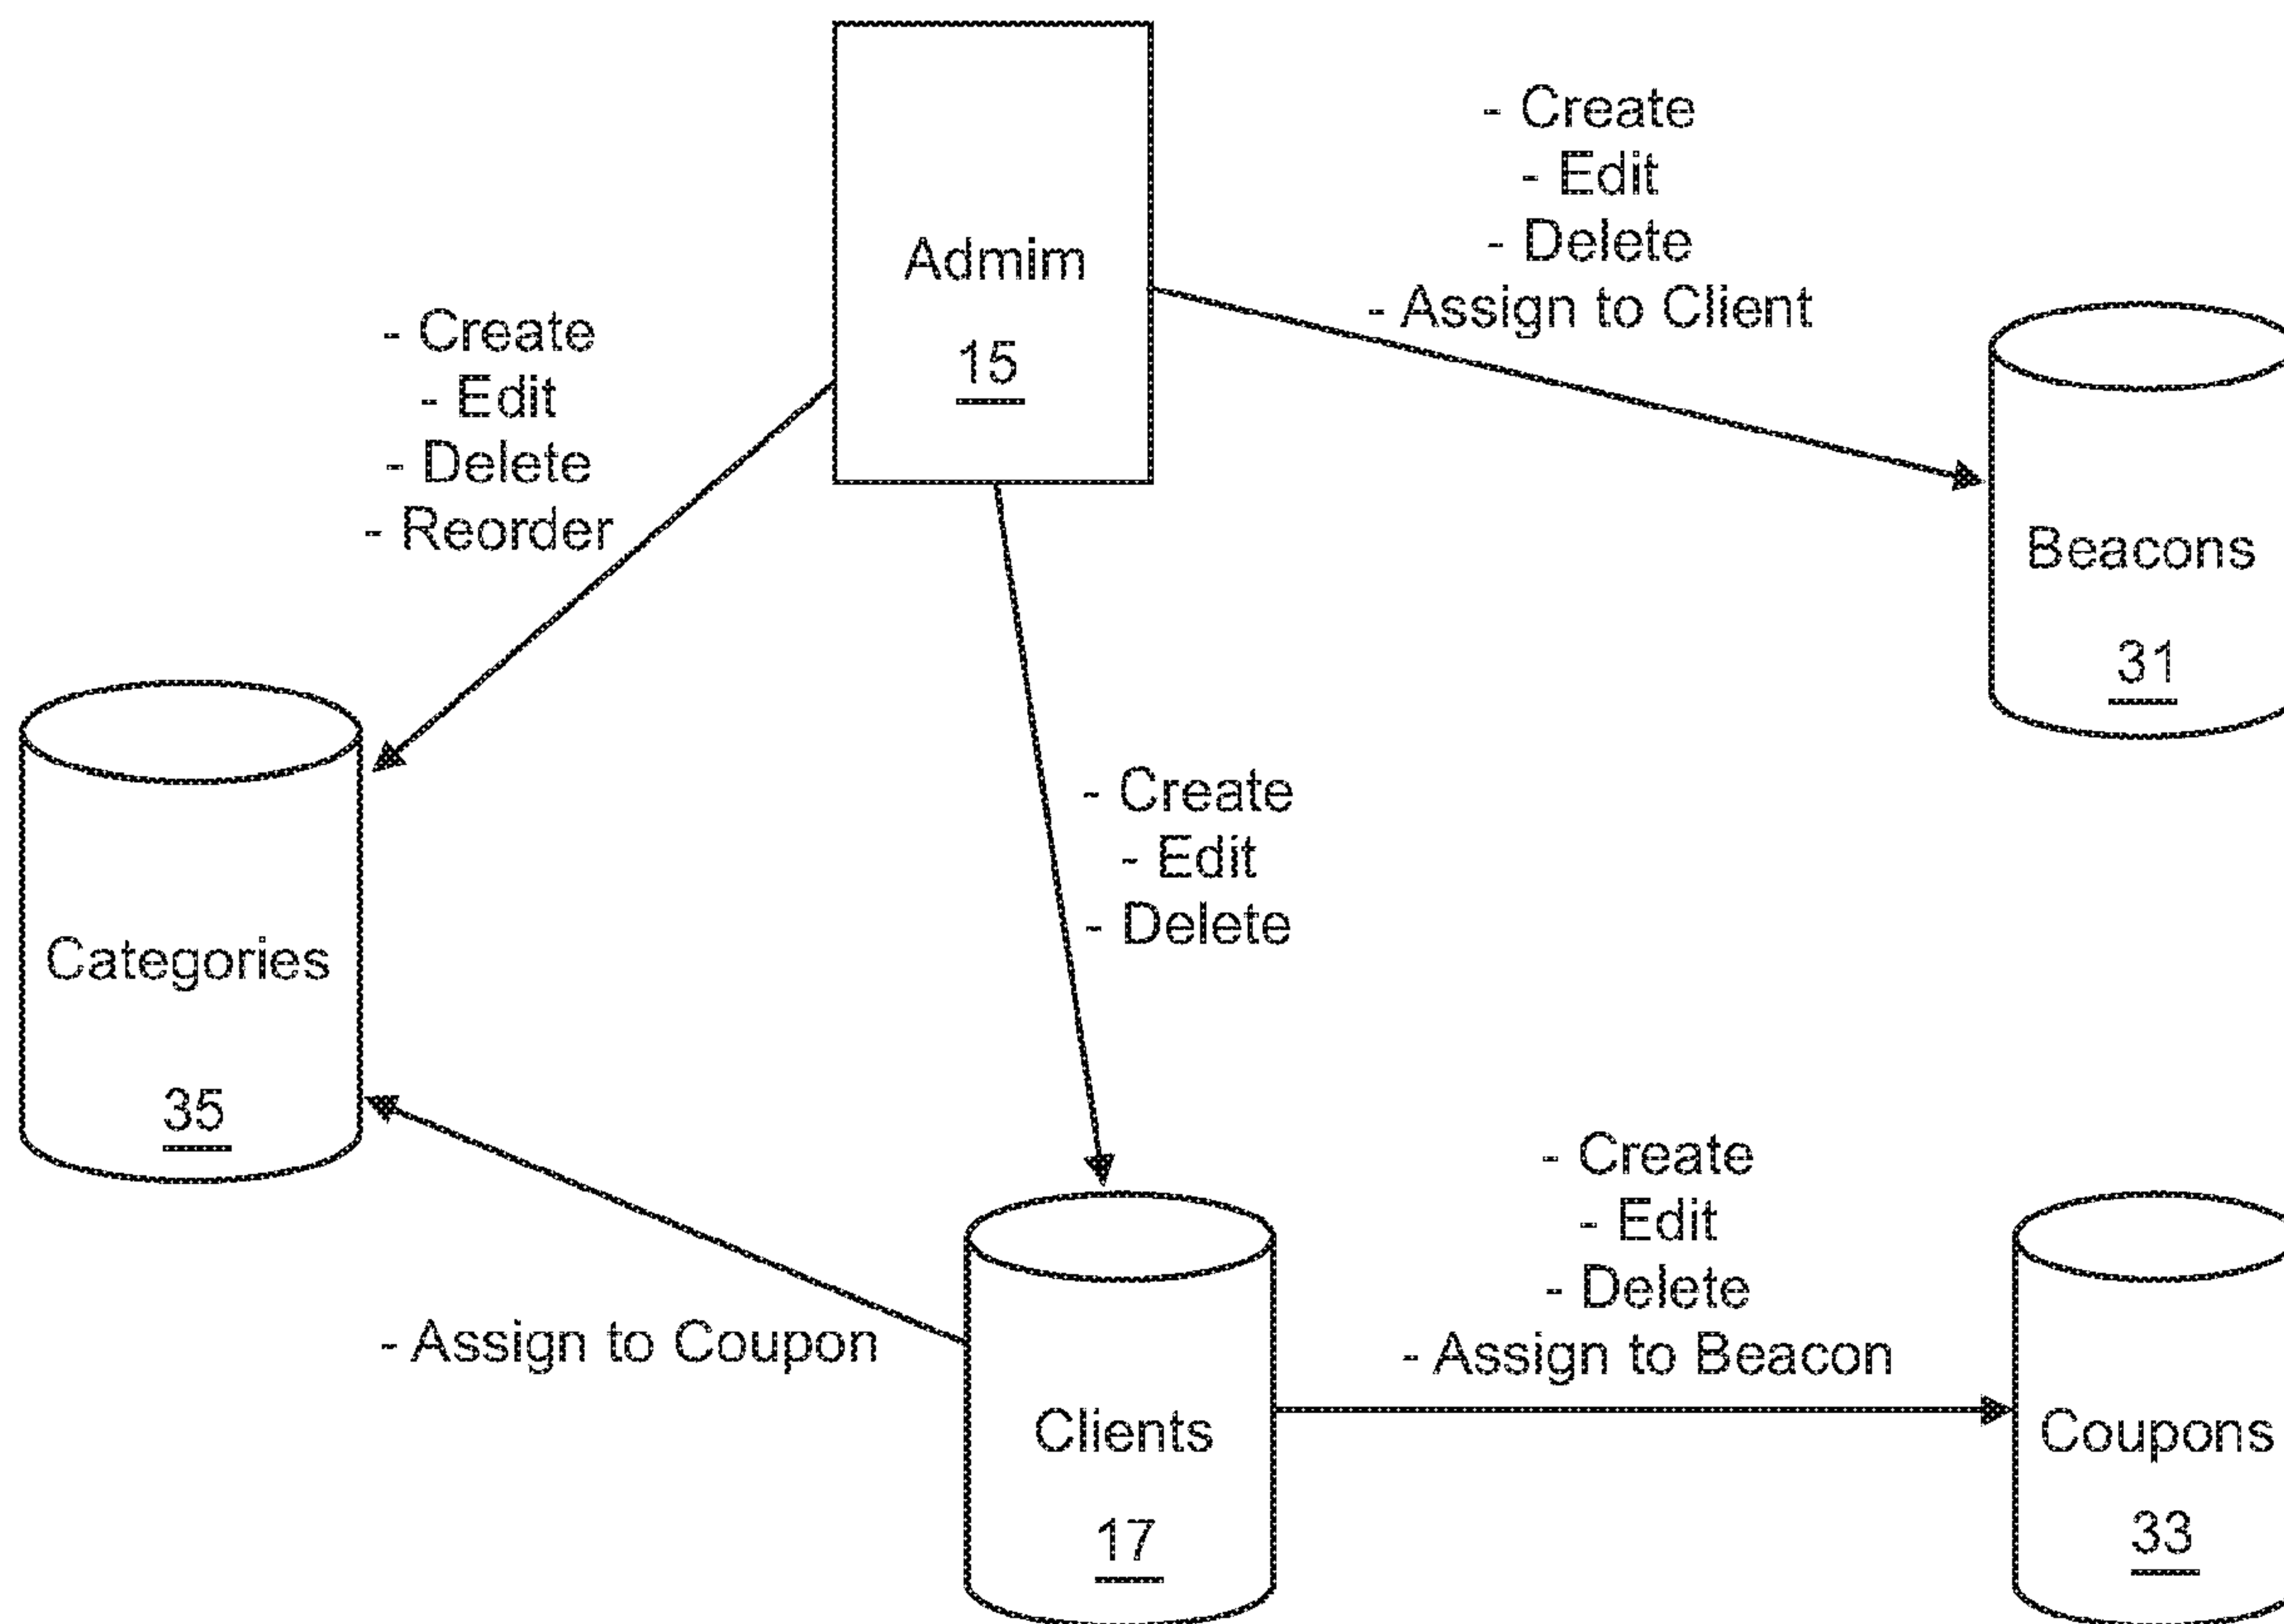 Admim
15
- Create
- Edit
- Delete
- Assign to Client
Beacons
31
- Create
- Edit
- Delete
- Reorder
Categories
35
- Create
- Edit
- Delete
- Assign to Coupon
Clients
17
- Create
- Edit
- Delete
- Assign to Beacon
Coupons
33